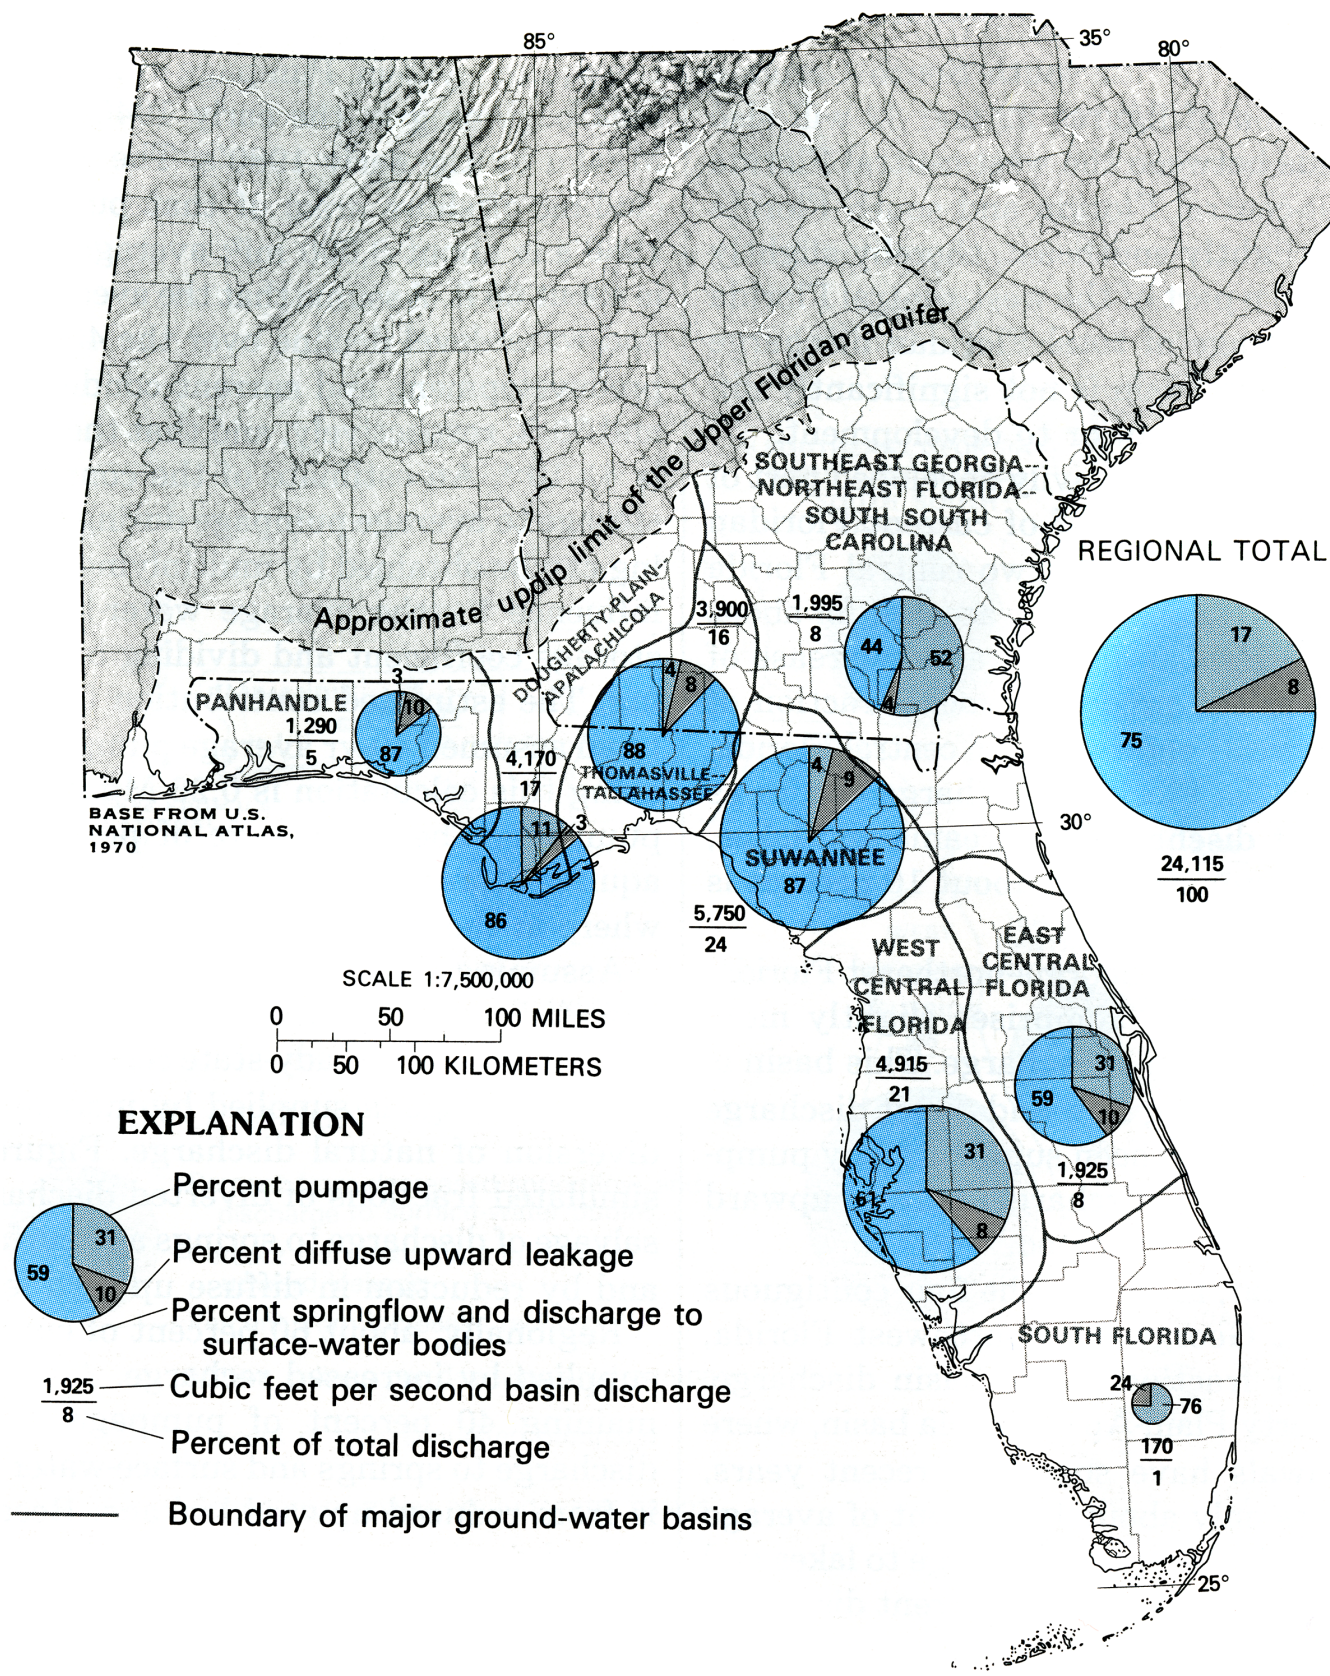 85°
35°
80°
Approximate updip limit of the Upper Floridan aquifer
SOUTHEAST GEORGIA--
NORTHEAST FLORIDA--
SOUTH SOUTH
CAROLINA
1,995
8
44
52
4
REGIONAL TOTAL
17
8
75
24,115
100
DOUGHERTY PLAIN--
APALACHICOLA
4,170
17
11
3
86
3,900
16
4
8
88
THOMASVILLE--
TALLAHASSEE
PANHANDLE
1,290
5
3
10
87
BASE FROM U.S.
NATIONAL ATLAS,
1970
4
9
SUWANNEE
87
5,750
24
30°
WEST
CENTRAL
FLORIDA
4,915
21
31
61
8
EAST
CENTRAL
FLORIDA
31
59
10
1,925
8
SCALE 1:7,500,000
0 50 100 MILES
0 50 100 KILOMETERS
EXPLANATION
Percent pumpage
31
59
10
Percent diffuse upward leakage
Percent springflow and discharge to
surface-water bodies
1,925
8
Cubic feet per second basin discharge
Percent of total discharge
Boundary of major ground-water basins
SOUTH FLORIDA
24
76
170
1
25°